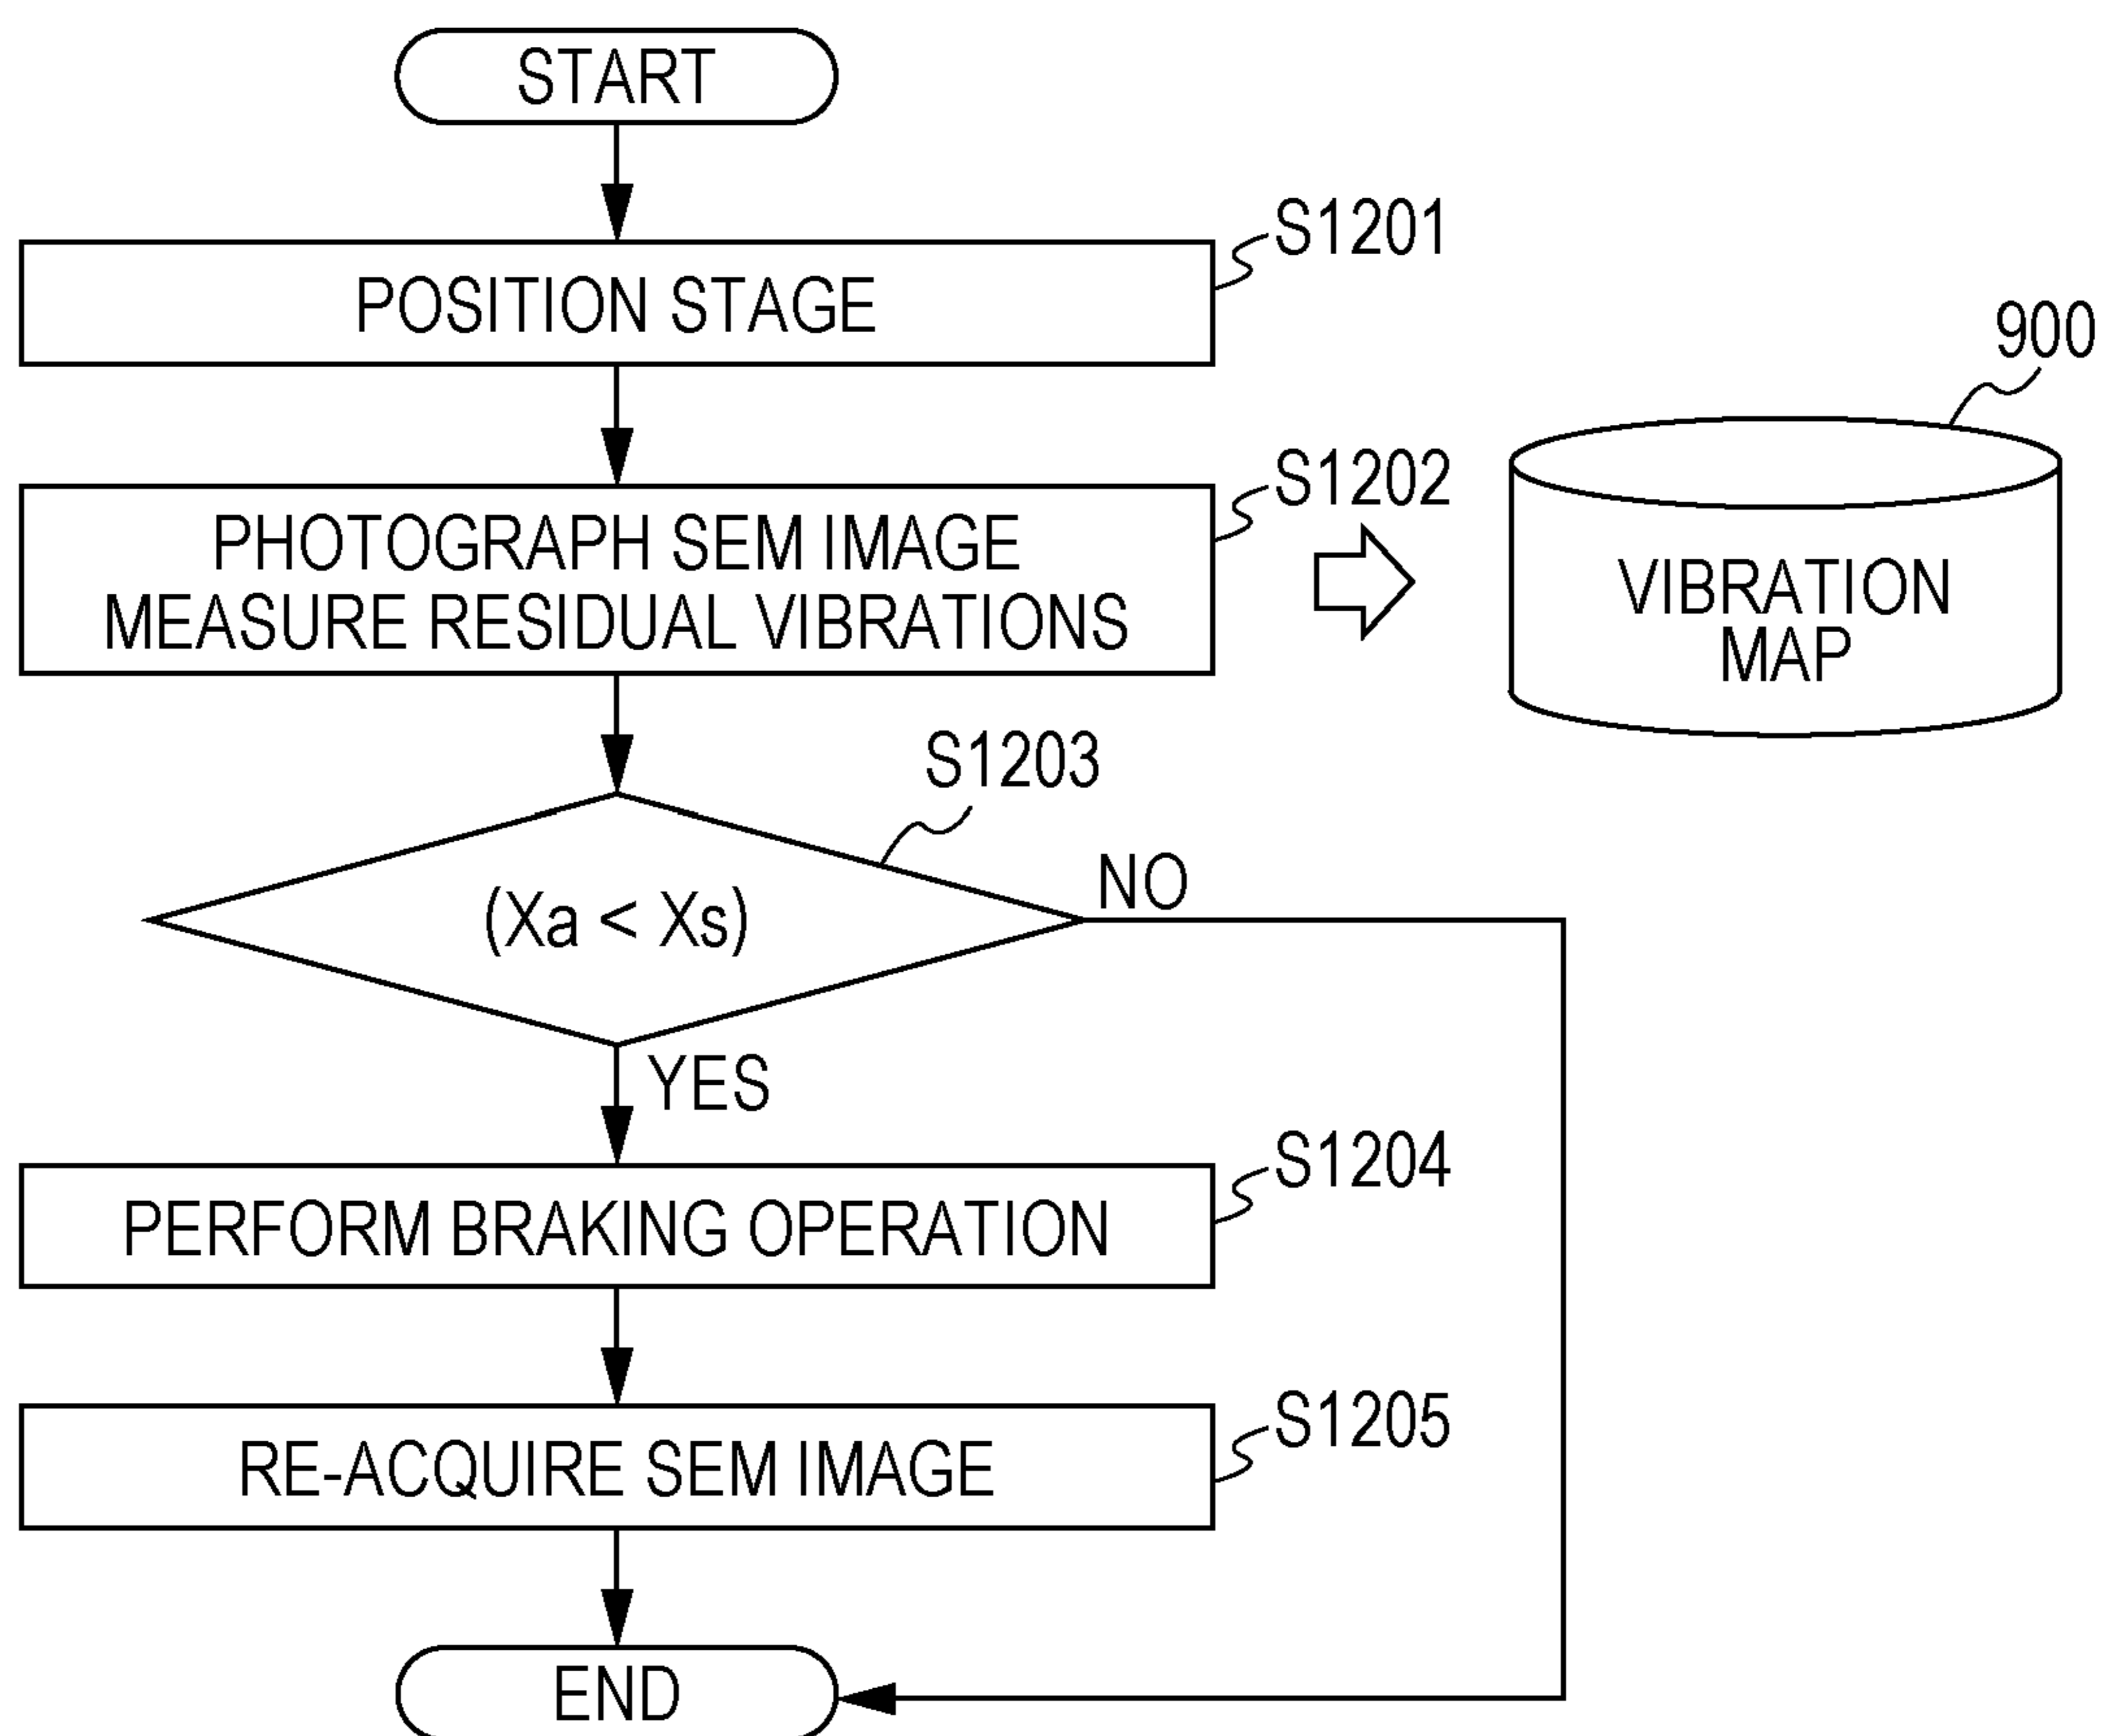 START
S1201
POSITION STAGE
900
S1202
PHOTOGRAPH SEM IMAGE
MEASURE RESIDUAL VIBRATIONS
VIBRATION
MAP
S1203
(Xa < Xs)
NO
YES
S1204
PERFORM BRAKING OPERATION
S1205
RE-ACQUIRE SEM IMAGE
END